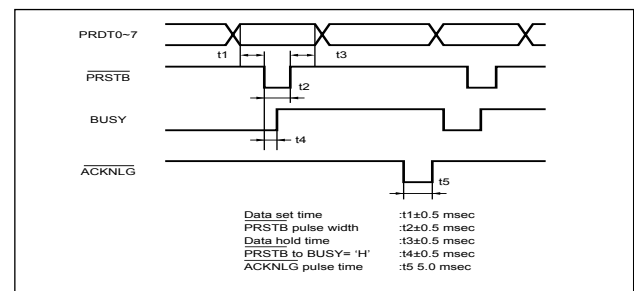 PRDT0~7
t1
t3
PRSTB
t2
BUSY
t4
ACKNLG
t5
Data set time :t1±0.5 msec
PRSTB pulse width :t2±0.5 msec
Data hold time :t3±0.5 msec
PRSTB to BUSY= ‘H’ :t4±0.5 msec
ACKNLG pulse time :t5 5.0 msec